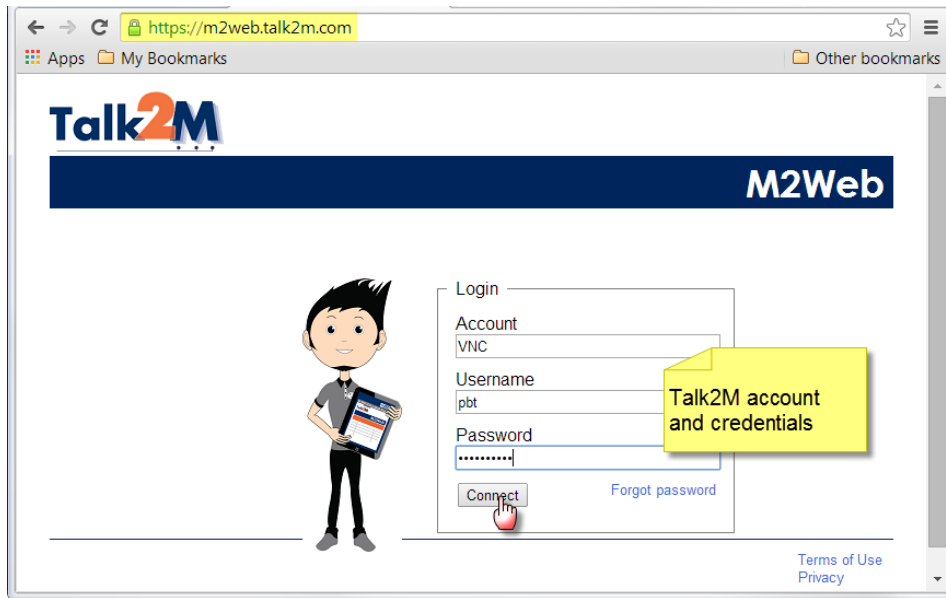 https://m2web.talk2m.com
Apps My Bookmarks Other bookmarks
Talk2M
M2Web
Login
Account
VNC
Username
pbt
Talk2M account
and credentials
Password
••••••••••
Connect
Forgot password
Terms of Use
Privacy